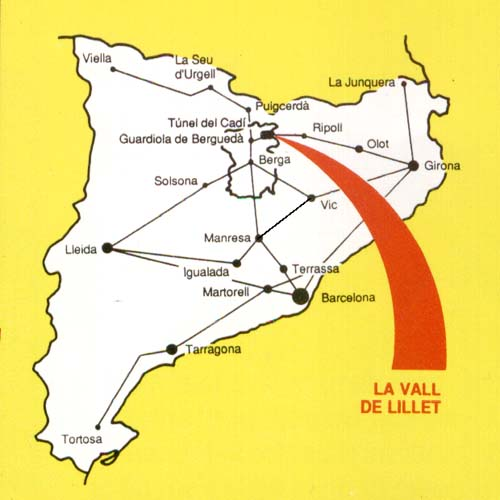 Viella
La Seu
d'Urgell
La Junquera
Puigcerdà
Túnel del Cadí
Ripoll
Guardiola de Berguedà
Olot
Berga
Girona
Solsona
Vic
Manresa
Lleida
Igualada
Terrassa
Martorell
Barcelona
Tarragona
LA VALL
DE LILLET
Tortosa